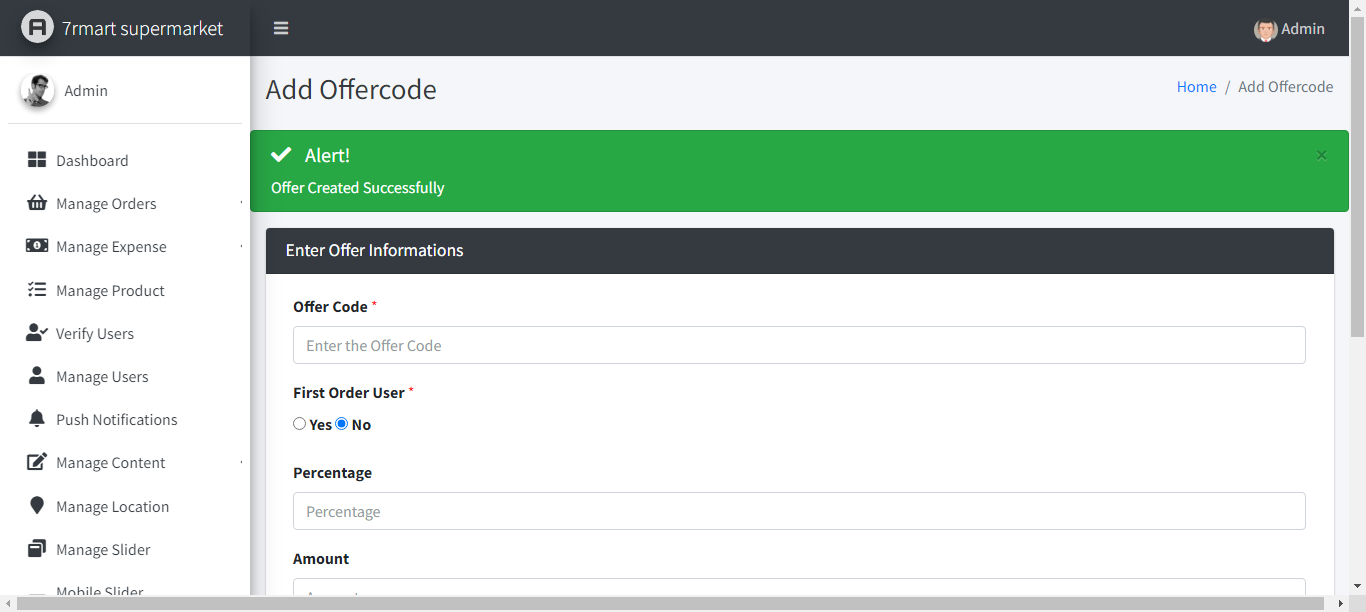 7rmart supermarket
Admin
Admin
Dashboard
Manage Orders
Manage Expense
Manage Product
Verify Users
Manage Users
Push Notifications
Manage Content
Manage Location
Manage Slider
Mobile Slider
Add Offercode
Home / Add Offercode
Alert!
×
Offer Created Successfully
Enter Offer Informations
Offer Code *
Enter the Offer Code
First Order User *
Yes No
Percentage
Percentage
Amount